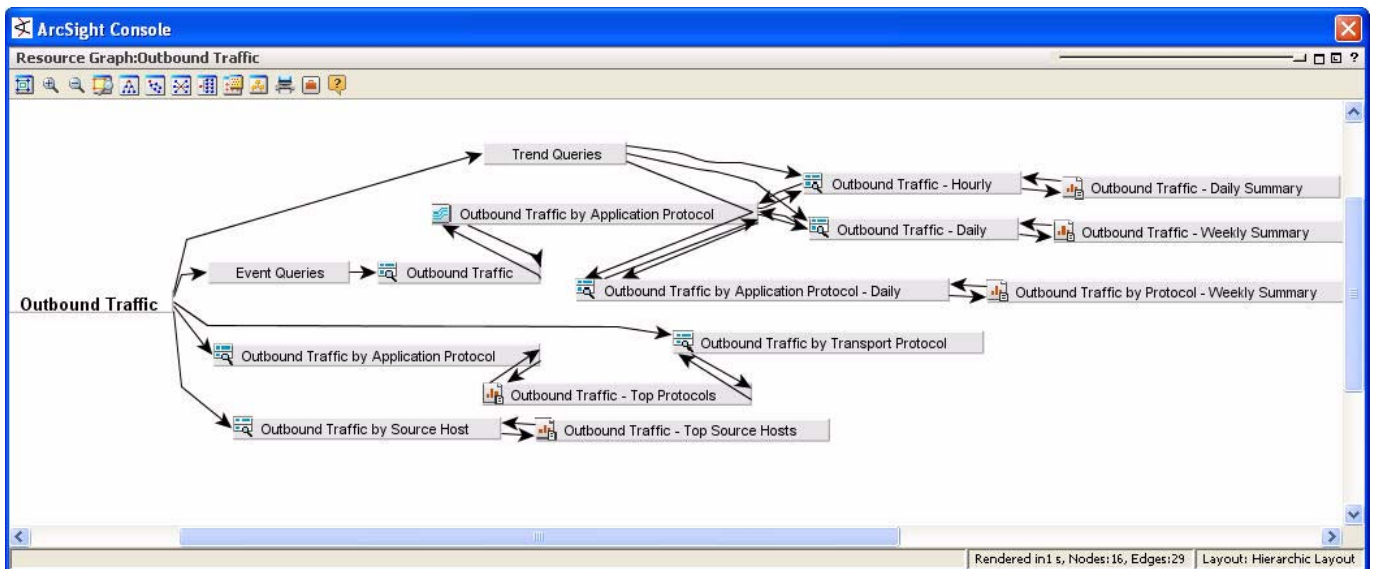 ArcSight Console
Resource Graph:Outbound Traffic
Trend Queries
Outbound Traffic - Hourly
Outbound Traffic - Daily Summary
Outbound Traffic by Application Protocol
Outbound Traffic - Daily
Outbound Traffic - Weekly Summary
Event Queries
Outbound Traffic
Outbound Traffic by Application Protocol - Daily
Outbound Traffic by Protocol - Weekly Summary
Outbound Traffic
Outbound Traffic by Transport Protocol
Outbound Traffic by Application Protocol
Outbound Traffic - Top Protocols
Outbound Traffic by Source Host
Outbound Traffic - Top Source Hosts
Rendered in1 s, Nodes:16, Edges:29
Layout: Hierarchic Layout